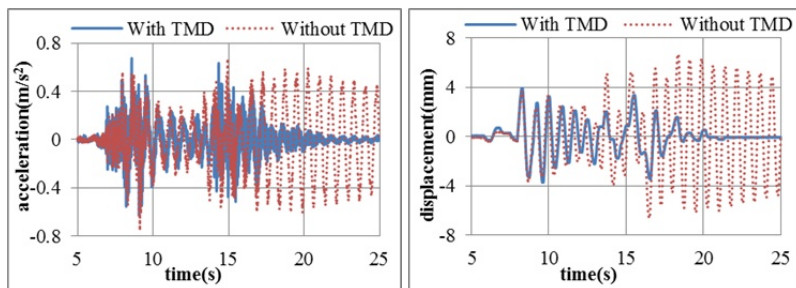 With TMD Without TMD
acceleration(m/s²)
0.8
0.4
0
-0.4
-0.8
5 10 15 20 25
time(s)
With TMD Without TMD
displacement(mm)
8
4
0
-4
-8
5 10 15 20 25
time(s)